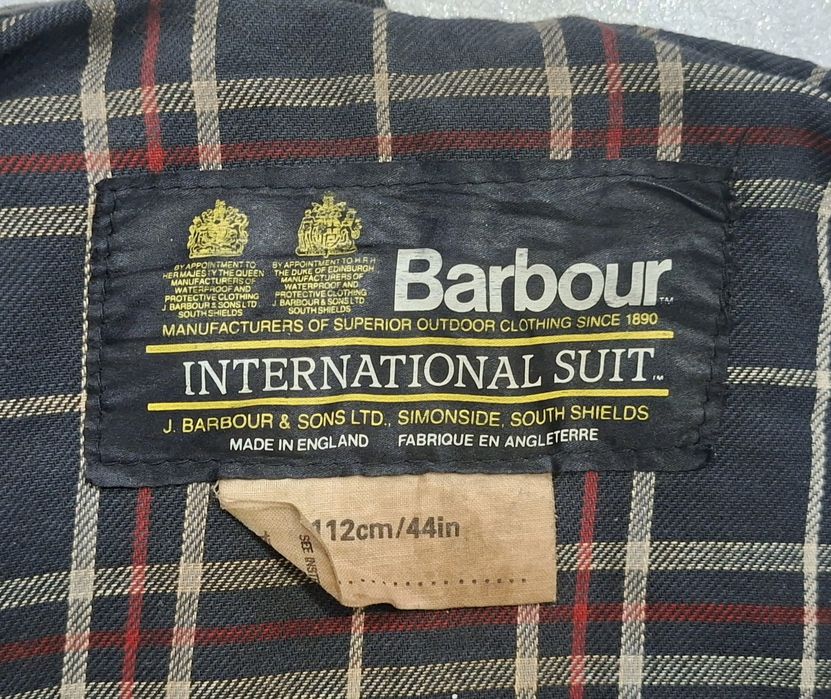 BY APPOINTMENT TO
HER MAJESTY THE QUEEN
MANUFACTURERS OF
WATERPROOF AND
PROTECTIVE CLOTHING
J. BARBOUR & SONS LTD
SOUTH SHIELDS
BY APPOINTMENT TO H.R.H
THE DUKE OF EDINBURGH
MANUFACTURERS OF
WATERPROOF AND
PROTECTIVE CLOTHING
J. BARBOUR & SONS LTD
SOUTH SHIELDS
Barbour™
MANUFACTURERS OF SUPERIOR OUTDOOR CLOTHING SINCE 1890
INTERNATIONAL SUIT™
J. BARBOUR & SONS LTD., SIMONSIDE, SOUTH SHIELDS
MADE IN ENGLAND FABRIQUE EN ANGLETERRE
112cm/44in
SEE